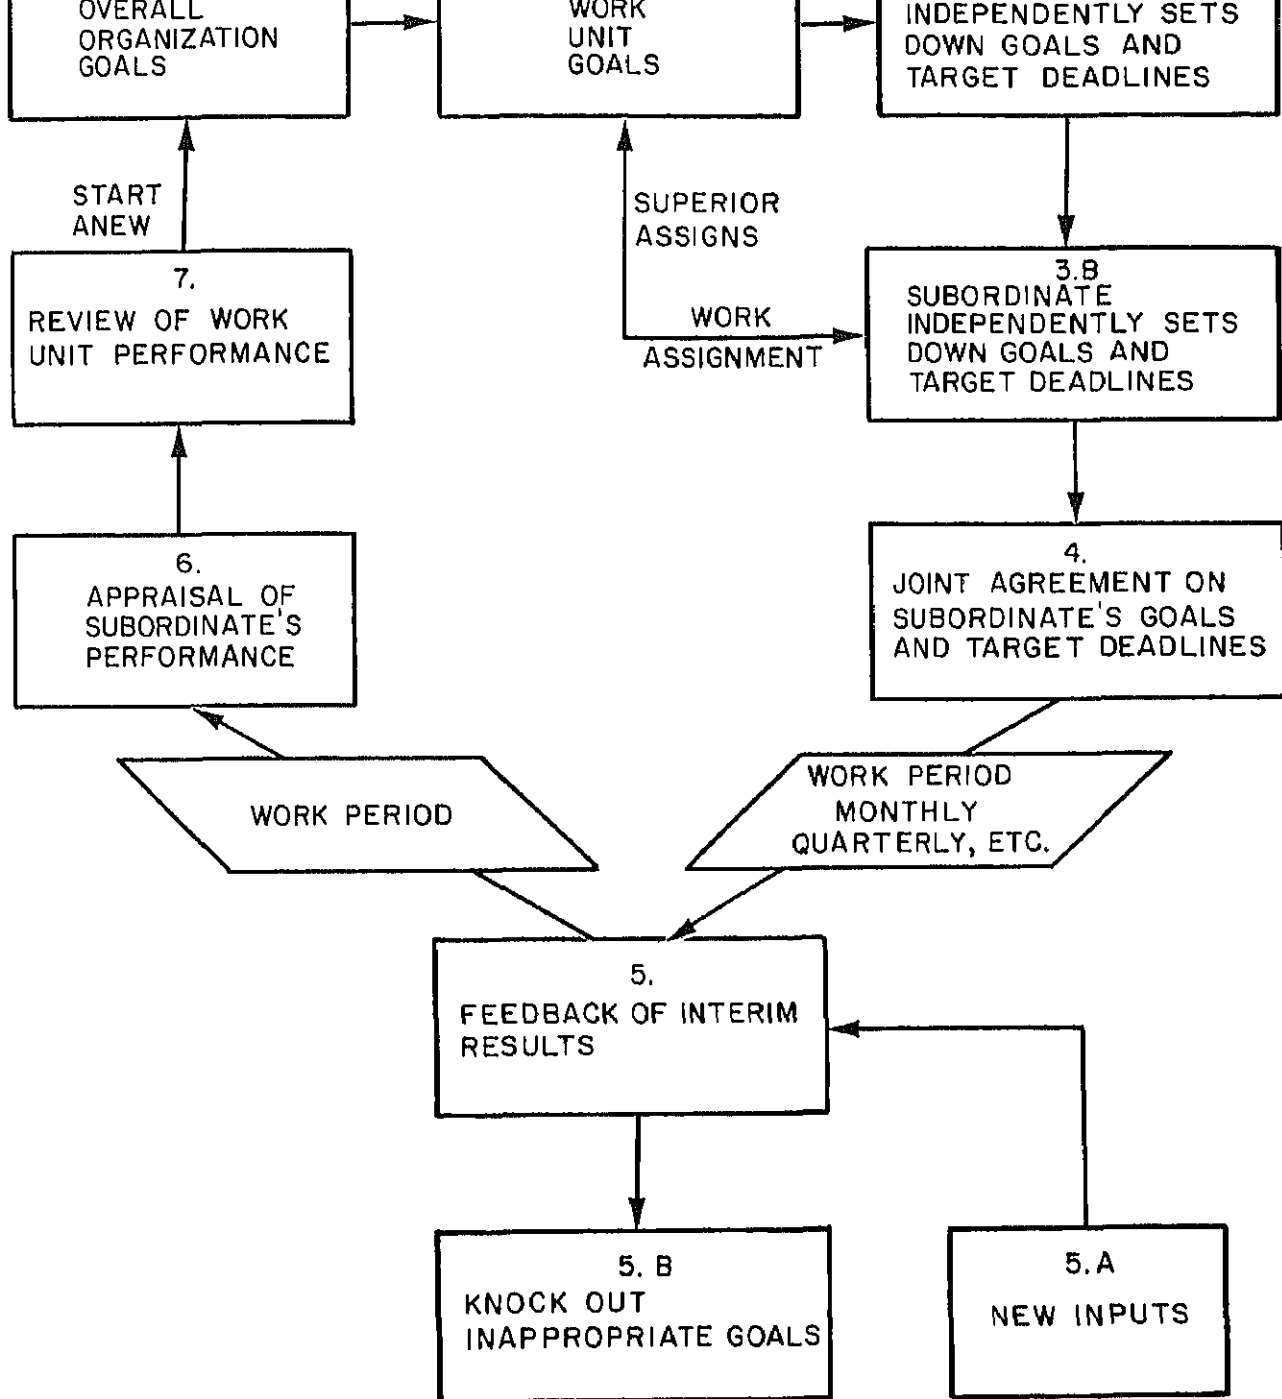 OVERALL
ORGANIZATION
GOALS
WORK
UNIT
GOALS
INDEPENDENTLY SETS
DOWN GOALS AND
TARGET DEADLINES
START
ANEW
SUPERIOR
ASSIGNS
WORK
ASSIGNMENT
3.B
SUBORDINATE
INDEPENDENTLY SETS
DOWN GOALS AND
TARGET DEADLINES
7.
REVIEW OF WORK
UNIT PERFORMANCE
4.
JOINT AGREEMENT ON
SUBORDINATE'S GOALS
AND TARGET DEADLINES
6.
APPRAISAL OF
SUBORDINATE'S
PERFORMANCE
WORK PERIOD
MONTHLY
QUARTERLY, ETC.
WORK PERIOD
5.
FEEDBACK OF INTERIM
RESULTS
5. B
KNOCK OUT
INAPPROPRIATE GOALS
5. A
NEW INPUTS